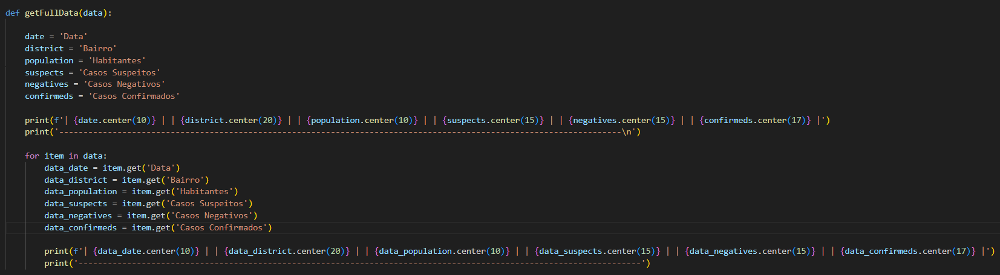 def getFullData(data):
    date = 'Data'
    district = 'Bairro'
    population = 'Habitantes'
    suspects = 'Casos Suspeitos'
    negatives = 'Casos Negativos'
    confirmeds = 'Casos Confirmados'
    print(f'| {date.center(10)} | | {district.center(20)} | | {population.center(10)} | | {suspects.center(15)} | | {negatives.center(15)} | | {confirmeds.center(17)} |')
    print('--------------------------------------------------------------------------------------------------------------------\n')
    for item in data:
        data_date = item.get('Data')
        data_district = item.get('Bairro')
        data_population = item.get('Habitantes')
        data_suspects = item.get('Casos Suspeitos')
        data_negatives = item.get('Casos Negativos')
        data_confirmeds = item.get('Casos Confirmados')
        print(f'| {data_date.center(10)} | | {data_district.center(20)} | | {data_population.center(10)} | | {data_suspects.center(15)} | | {data_negatives.center(15)} | | {data_confirmeds.center(17)} |')
        print('--------------------------------------------------------------------------------------------------------------------')